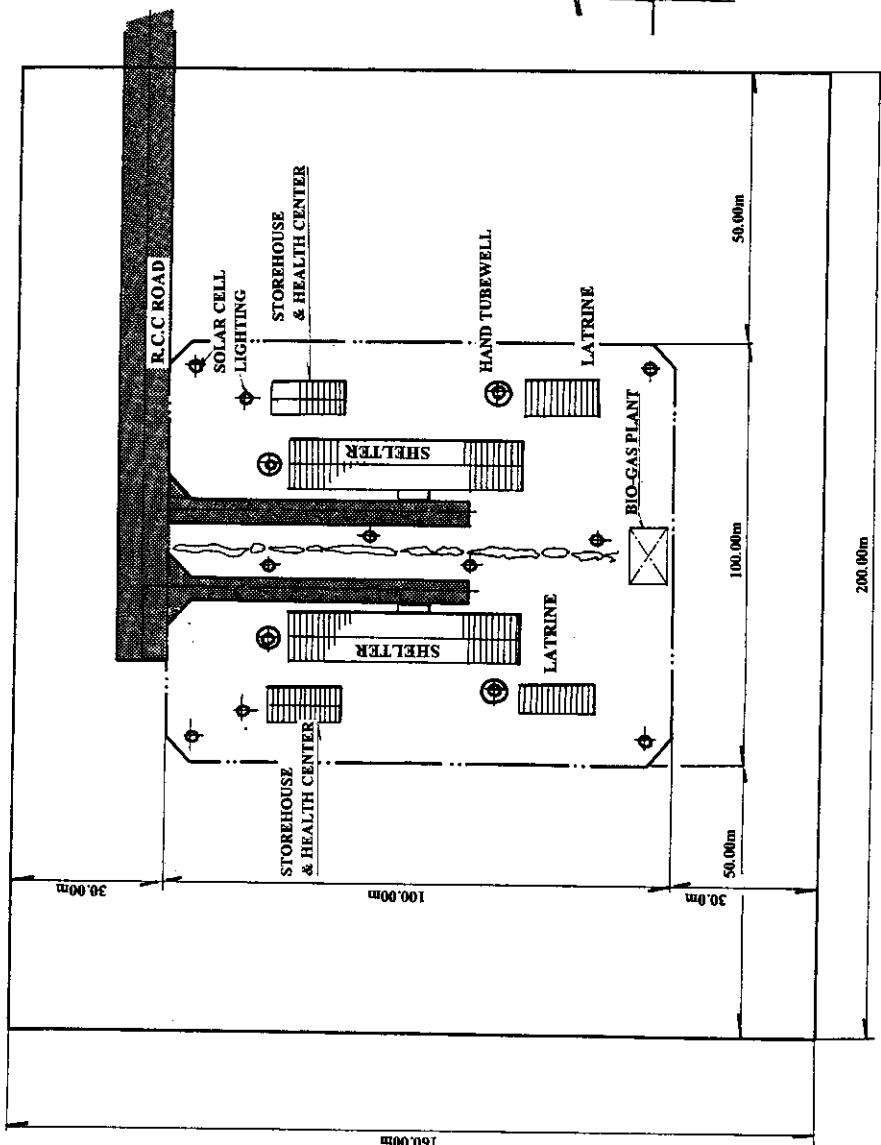 R.C.C ROAD
SOLAR CELL
LIGHTING
STOREHOUSE
& HEALTH CENTER
HAND TUBEWELL
LATRINE
SHELTER
BIO-GAS PLANT
SHELTER
LATRINE
STOREHOUSE
& HEALTH CENTER
50.00m
100.00m
50.00m
200.00m
30.00m
100.00m
30.0m
160.00m